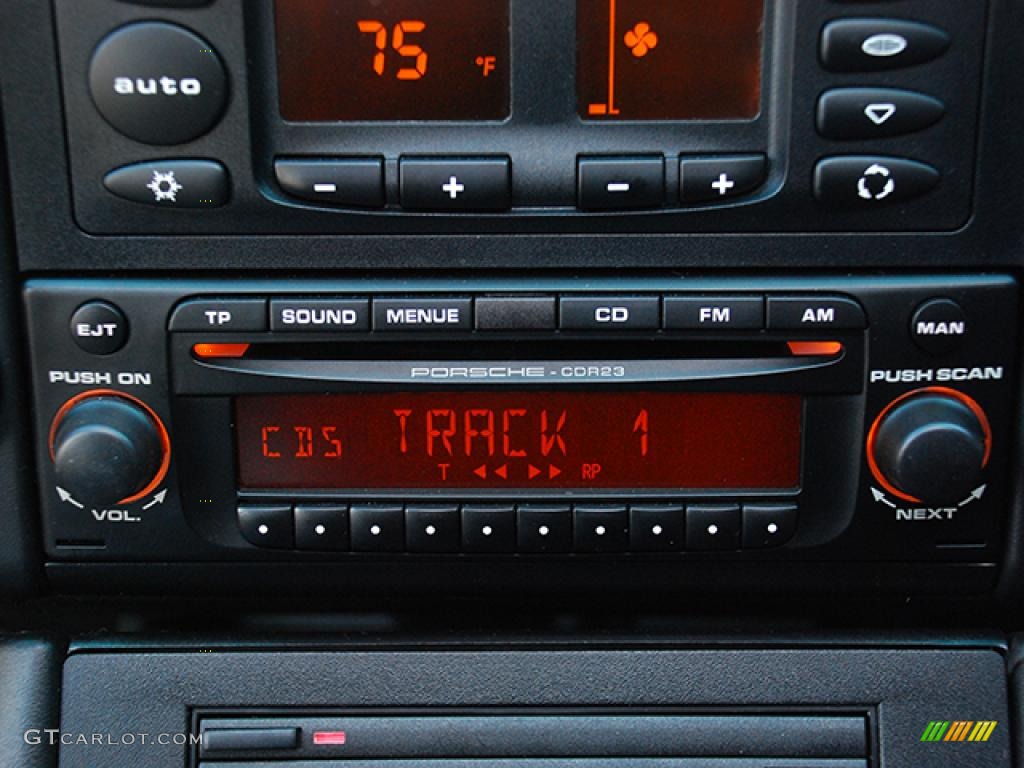 75 °F
auto
- + - +
TP SOUND MENUE CD FM AM
EJT MAN
PORSCHE - CDR23
PUSH ON PUSH SCAN
CDS TRACK 1
T RP
VOL. NEXT
GTCARLOT.COM